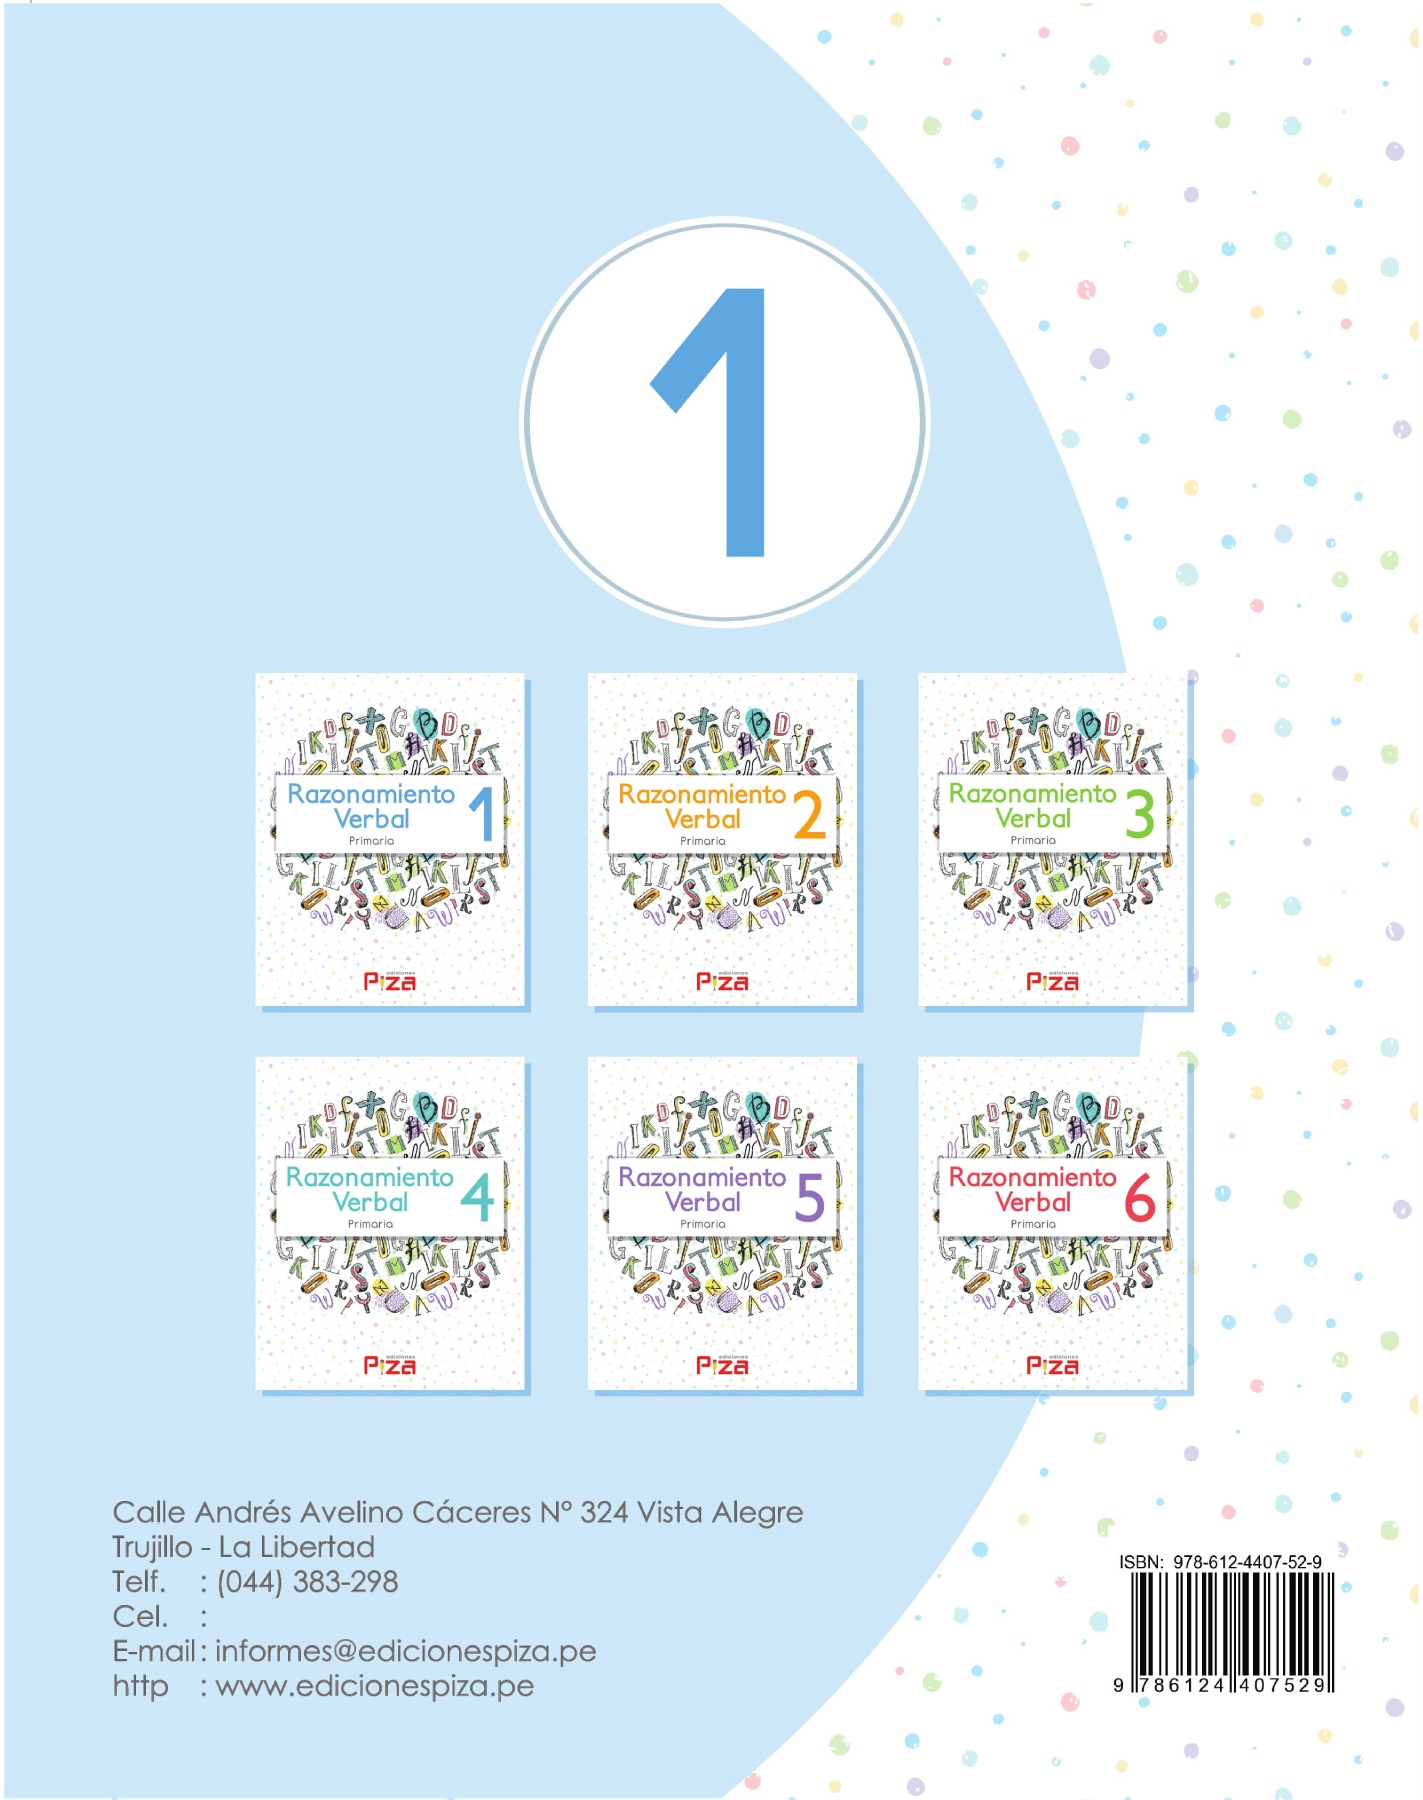 1
Razonamiento
Verbal
1
Primaria
ediciones
Piza
Razonamiento
Verbal
2
Primaria
ediciones
Piza
Razonamiento
Verbal
3
Primaria
ediciones
Piza
Razonamiento
Verbal
4
Primaria
ediciones
Piza
Razonamiento
Verbal
5
Primaria
ediciones
Piza
Razonamiento
Verbal
6
Primaria
ediciones
Piza
Calle Andrés Avelino Cáceres N° 324 Vista Alegre
Trujillo - La Libertad
Telf. : (044) 383-298
Cel. :
E-mail : informes@edicionespiza.pe
http : www.edicionespiza.pe
ISBN: 978-612-4407-52-9
9 786124 407529